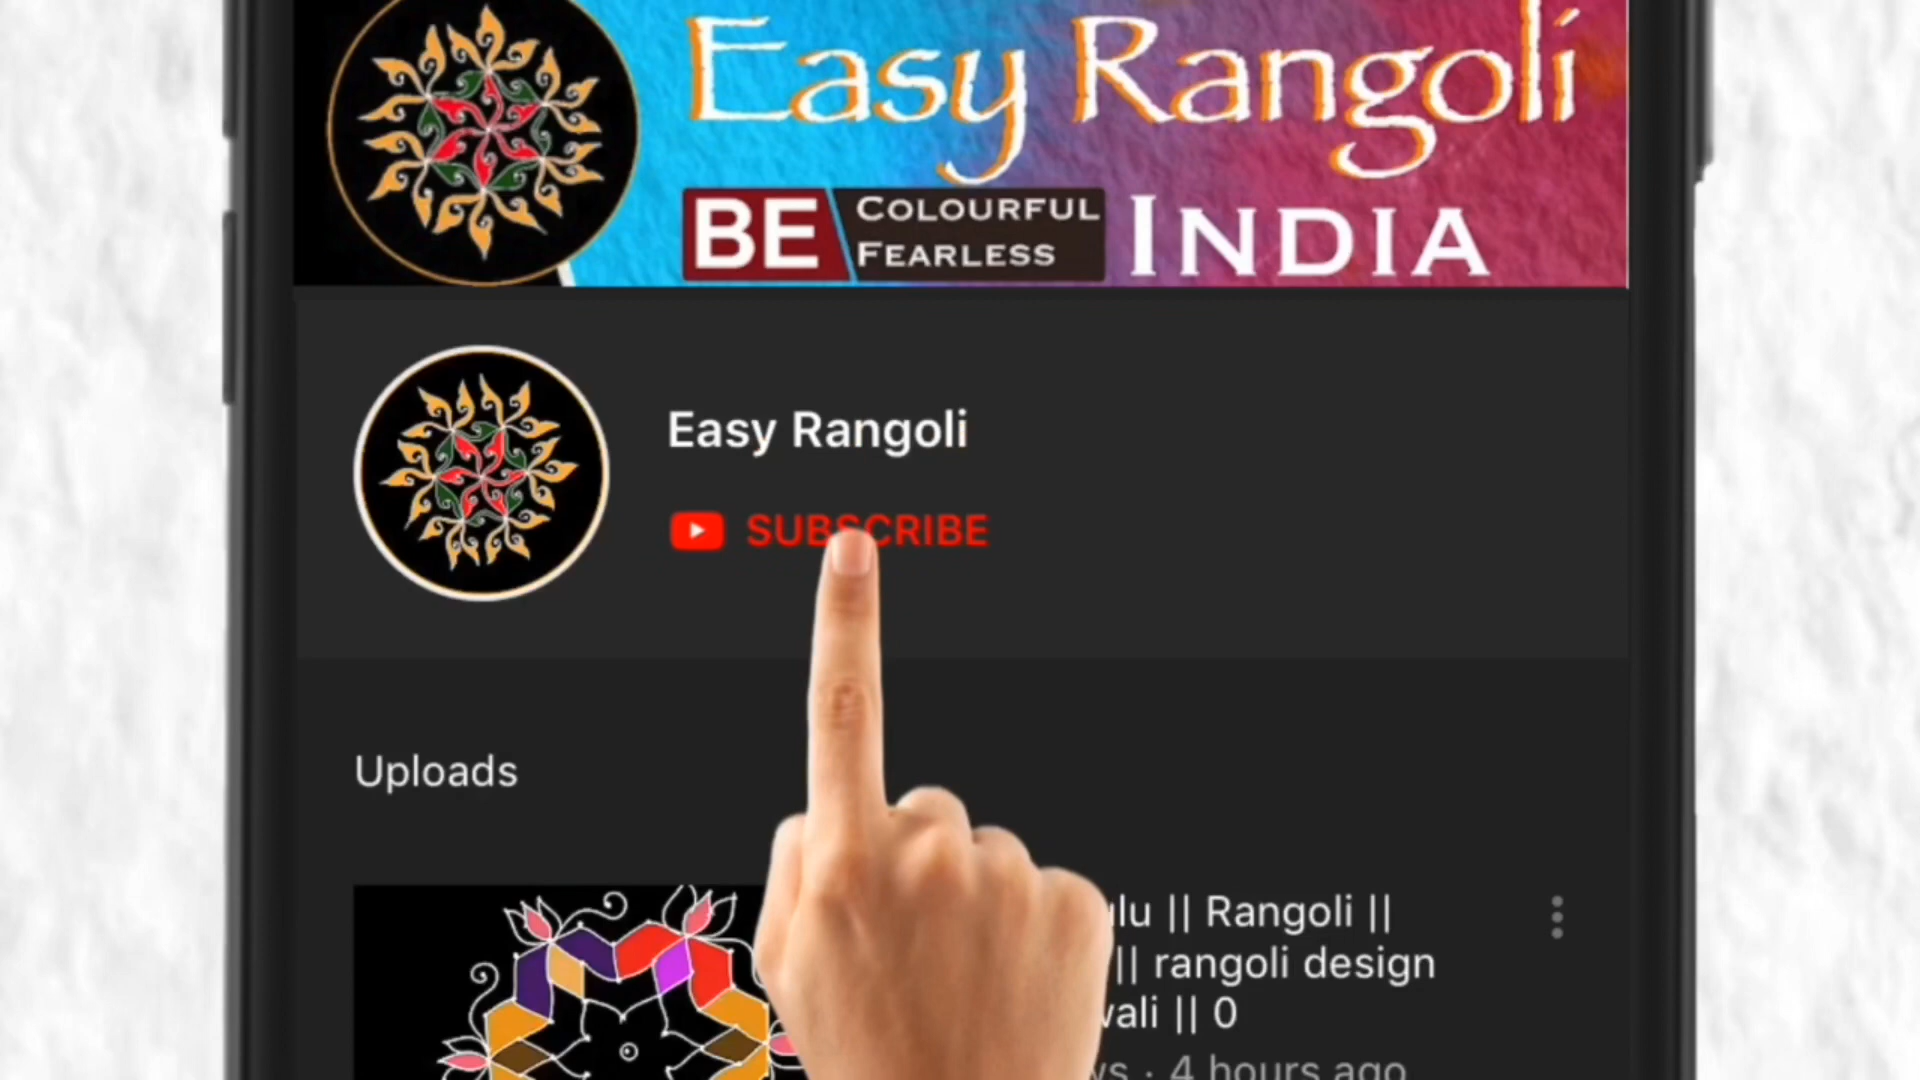 Easy Rangoli
BE COLOURFUL FEARLESS INDIA
Easy Rangoli
SUBSCRIBE
Uploads
|| Rangoli ||
|| rangoli design
|| 0
4 hours ago